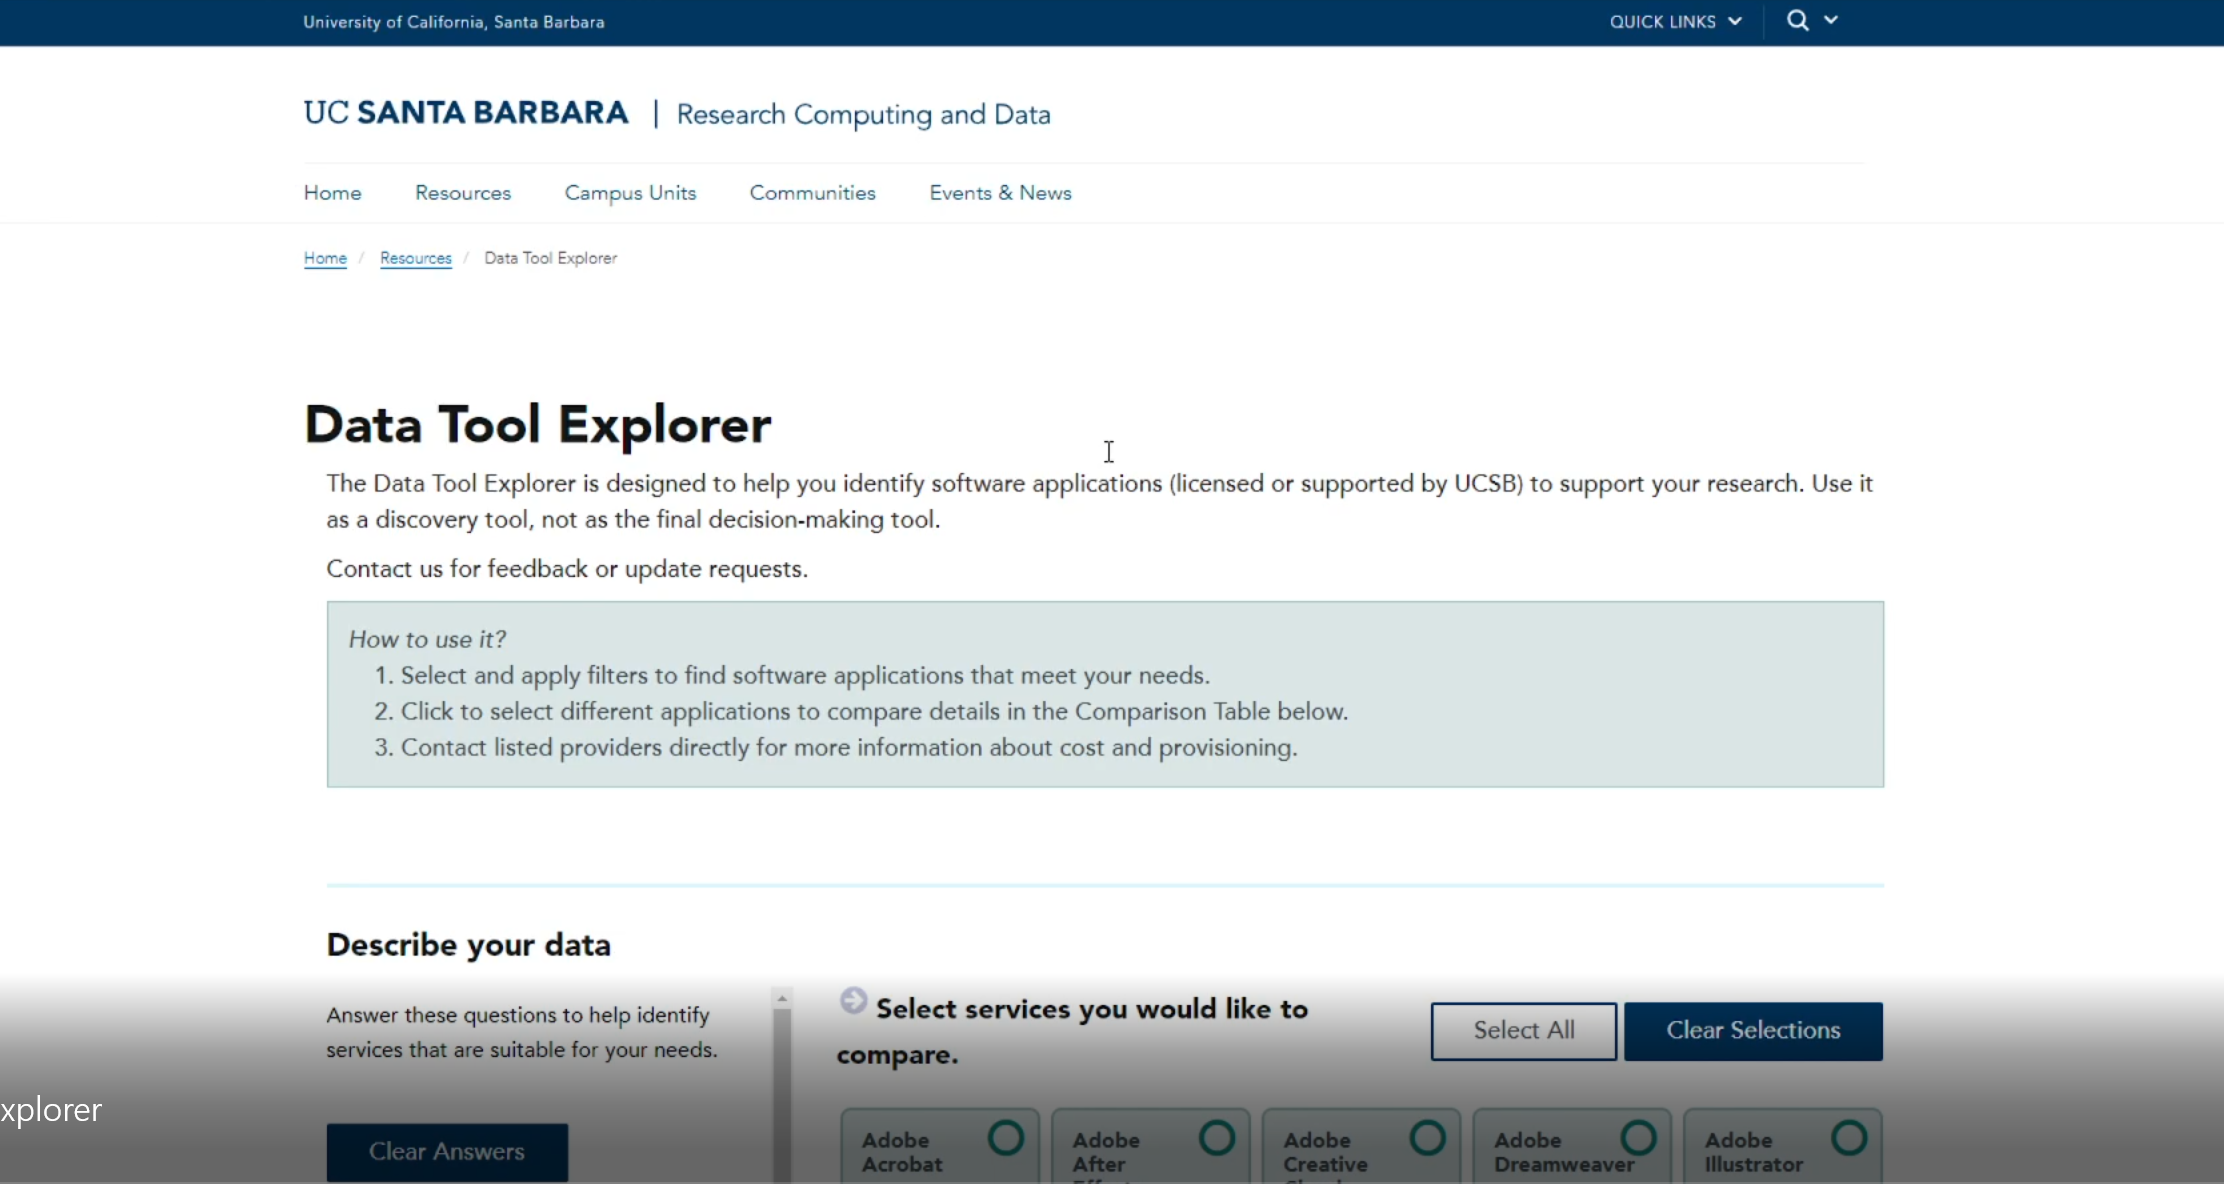 University of California, Santa Barbara
QUICK LINKS
UC SANTA BARBARA | Research Computing and Data
Home Resources Campus Units Communities Events & News
Home / Resources / Data Tool Explorer
Data Tool Explorer
The Data Tool Explorer is designed to help you identify software applications (licensed or supported by UCSB) to support your research. Use it
as a discovery tool, not as the final decision-making tool.
Contact us for feedback or update requests.
How to use it?
1. Select and apply filters to find software applications that meet your needs.
2. Click to select different applications to compare details in the Comparison Table below.
3. Contact listed providers directly for more information about cost and provisioning.
Describe your data
Answer these questions to help identify
services that are suitable for your needs.
Clear Answers
Select services you would like to
compare.
Select All
Clear Selections
xplorer
Adobe
Acrobat
Adobe
After
Adobe
Creative
Adobe
Dreamweaver
Adobe
Illustrator